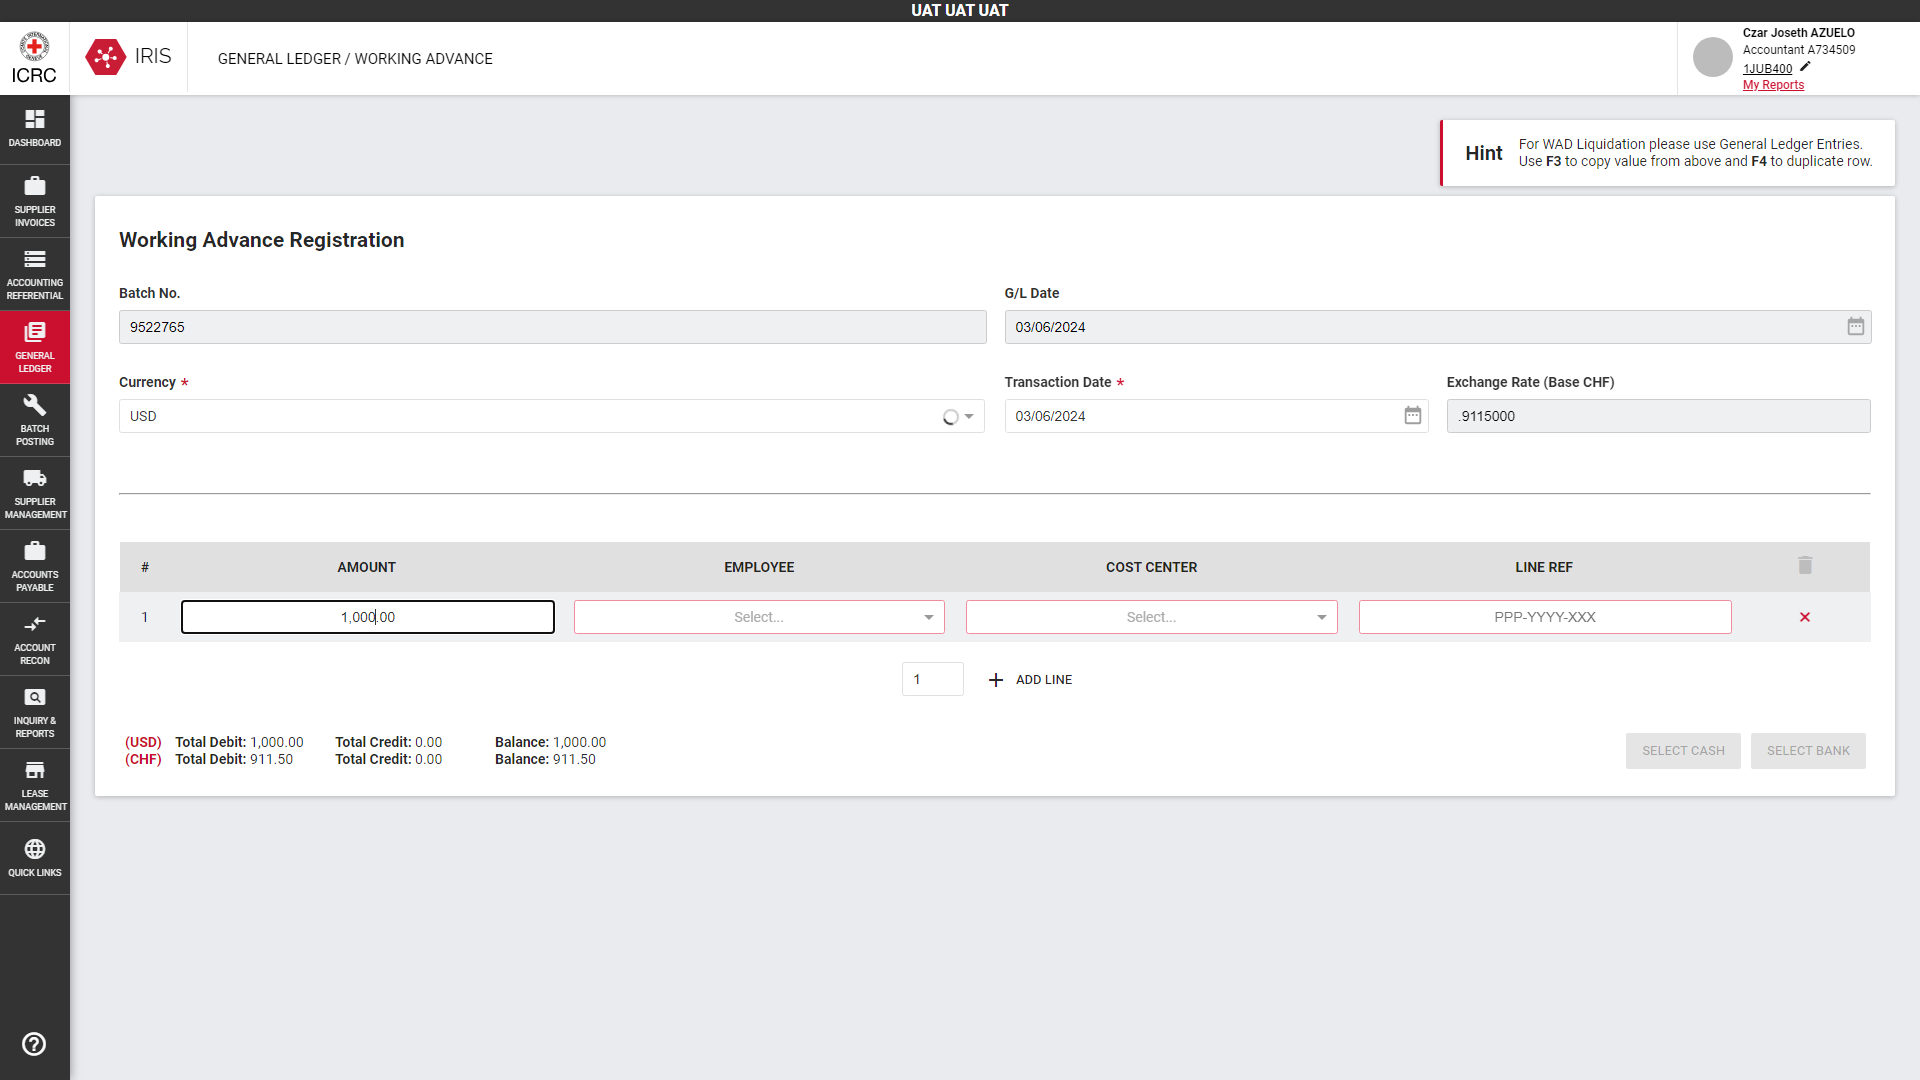 UAT UAT UAT
ICRC
IRIS
GENERAL LEDGER / WORKING ADVANCE
Czar Joseth AZUELO
Accountant A734509
1JUB400
My Reports
DASHBOARD
SUPPLIER
INVOICES
ACCOUNTING
REFERENTIAL
GENERAL
LEDGER
BATCH
POSTING
SUPPLIER
MANAGEMENT
ACCOUNTS
PAYABLE
ACCOUNT
RECON
INQUIRY &
REPORTS
LEASE
MANAGEMENT
QUICK LINKS
Hint
For WAD Liquidation please use General Ledger Entries.
Use F3 to copy value from above and F4 to duplicate row.
Working Advance Registration
Batch No.
9522765
G/L Date
03/06/2024
Currency *
USD
Transaction Date *
03/06/2024
Exchange Rate (Base CHF)
.9115000
# AMOUNT EMPLOYEE COST CENTER LINE REF
1 1,000.00 Select... Select... PPP-YYYY-XXX
1 ADD LINE
(USD) Total Debit: 1,000.00 Total Credit: 0.00 Balance: 1,000.00
(CHF) Total Debit: 911.50 Total Credit: 0.00 Balance: 911.50
SELECT CASH SELECT BANK